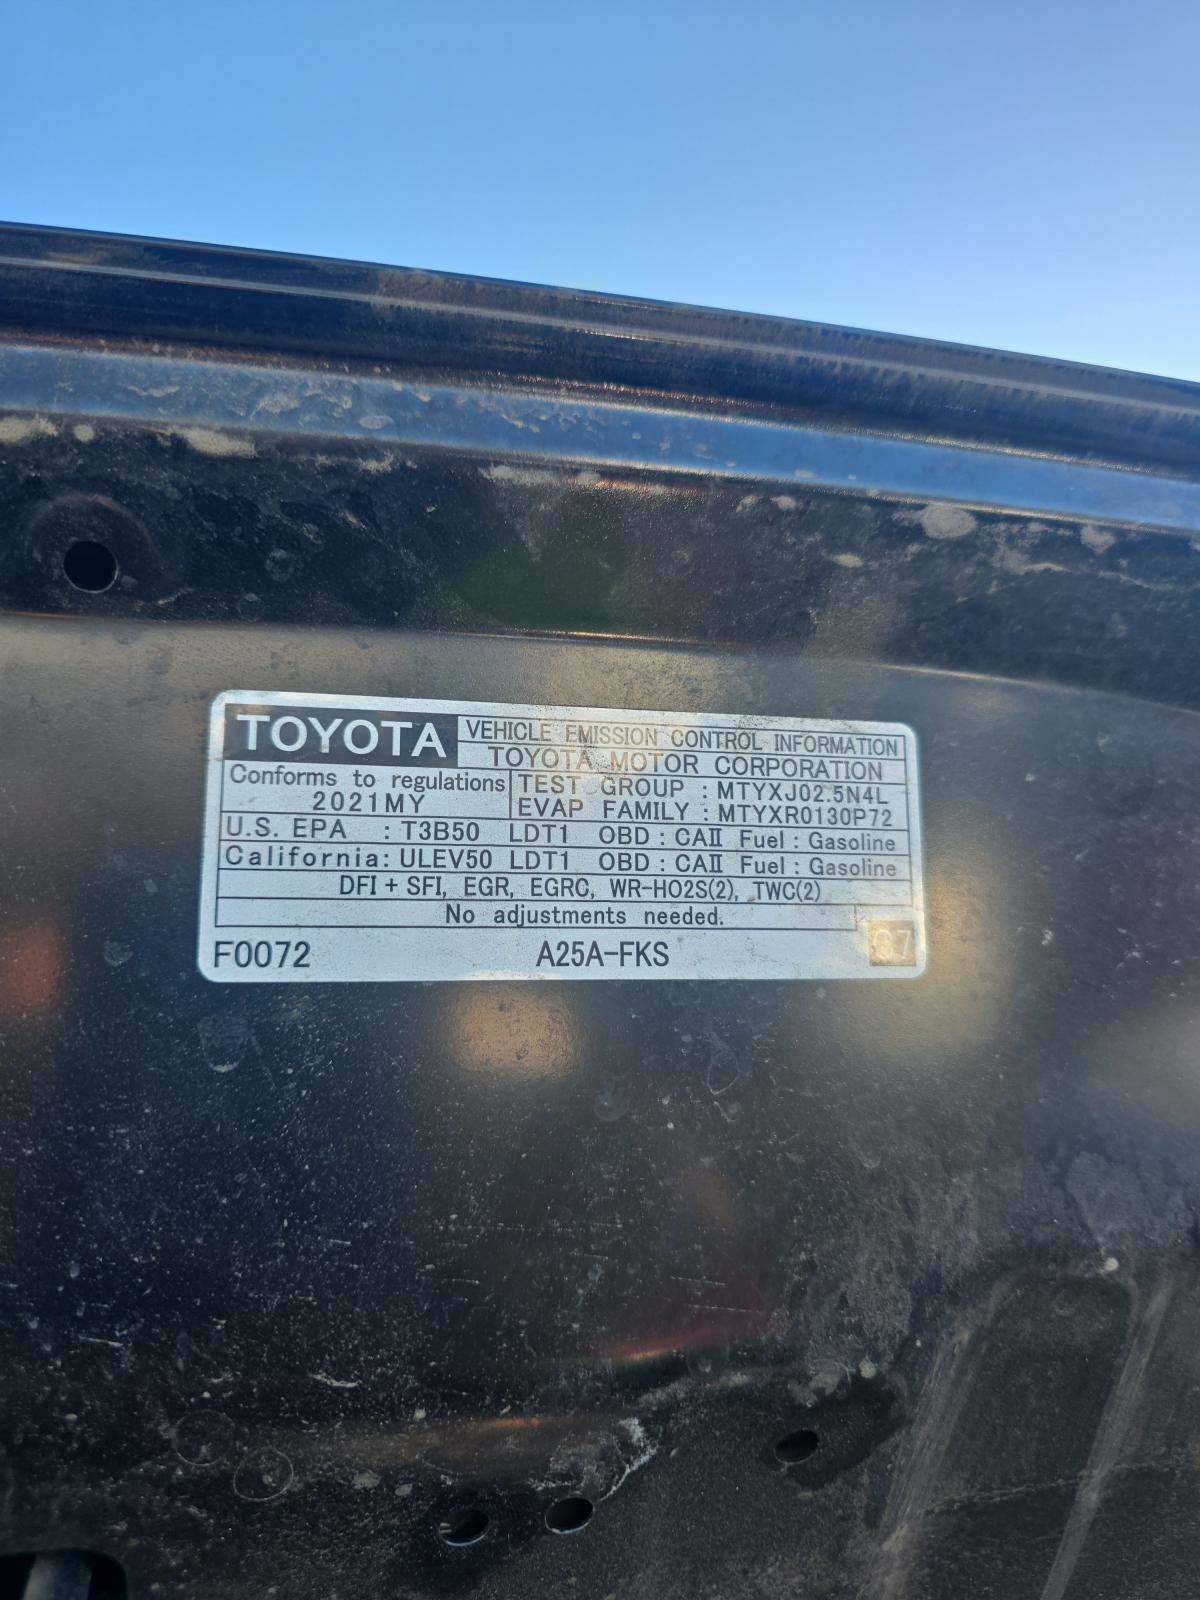 TOYOTA VEHICLE EMISSION CONTROL INFORMATION
TOYOTA MOTOR CORPORATION
Conforms to regulations
2021MY
TEST GROUP : MTYXJ02.5N4L
EVAP FAMILY : MTYXR0130P72
U.S. EPA : T3B50 LDT1 OBD : CAⅡ Fuel : Gasoline
California: ULEV50 LDT1 OBD : CAⅡ Fuel : Gasoline
DFI + SFI, EGR, EGRC, WR-HO2S(2), TWC(2)
No adjustments needed.
F0072 A25A-FKS